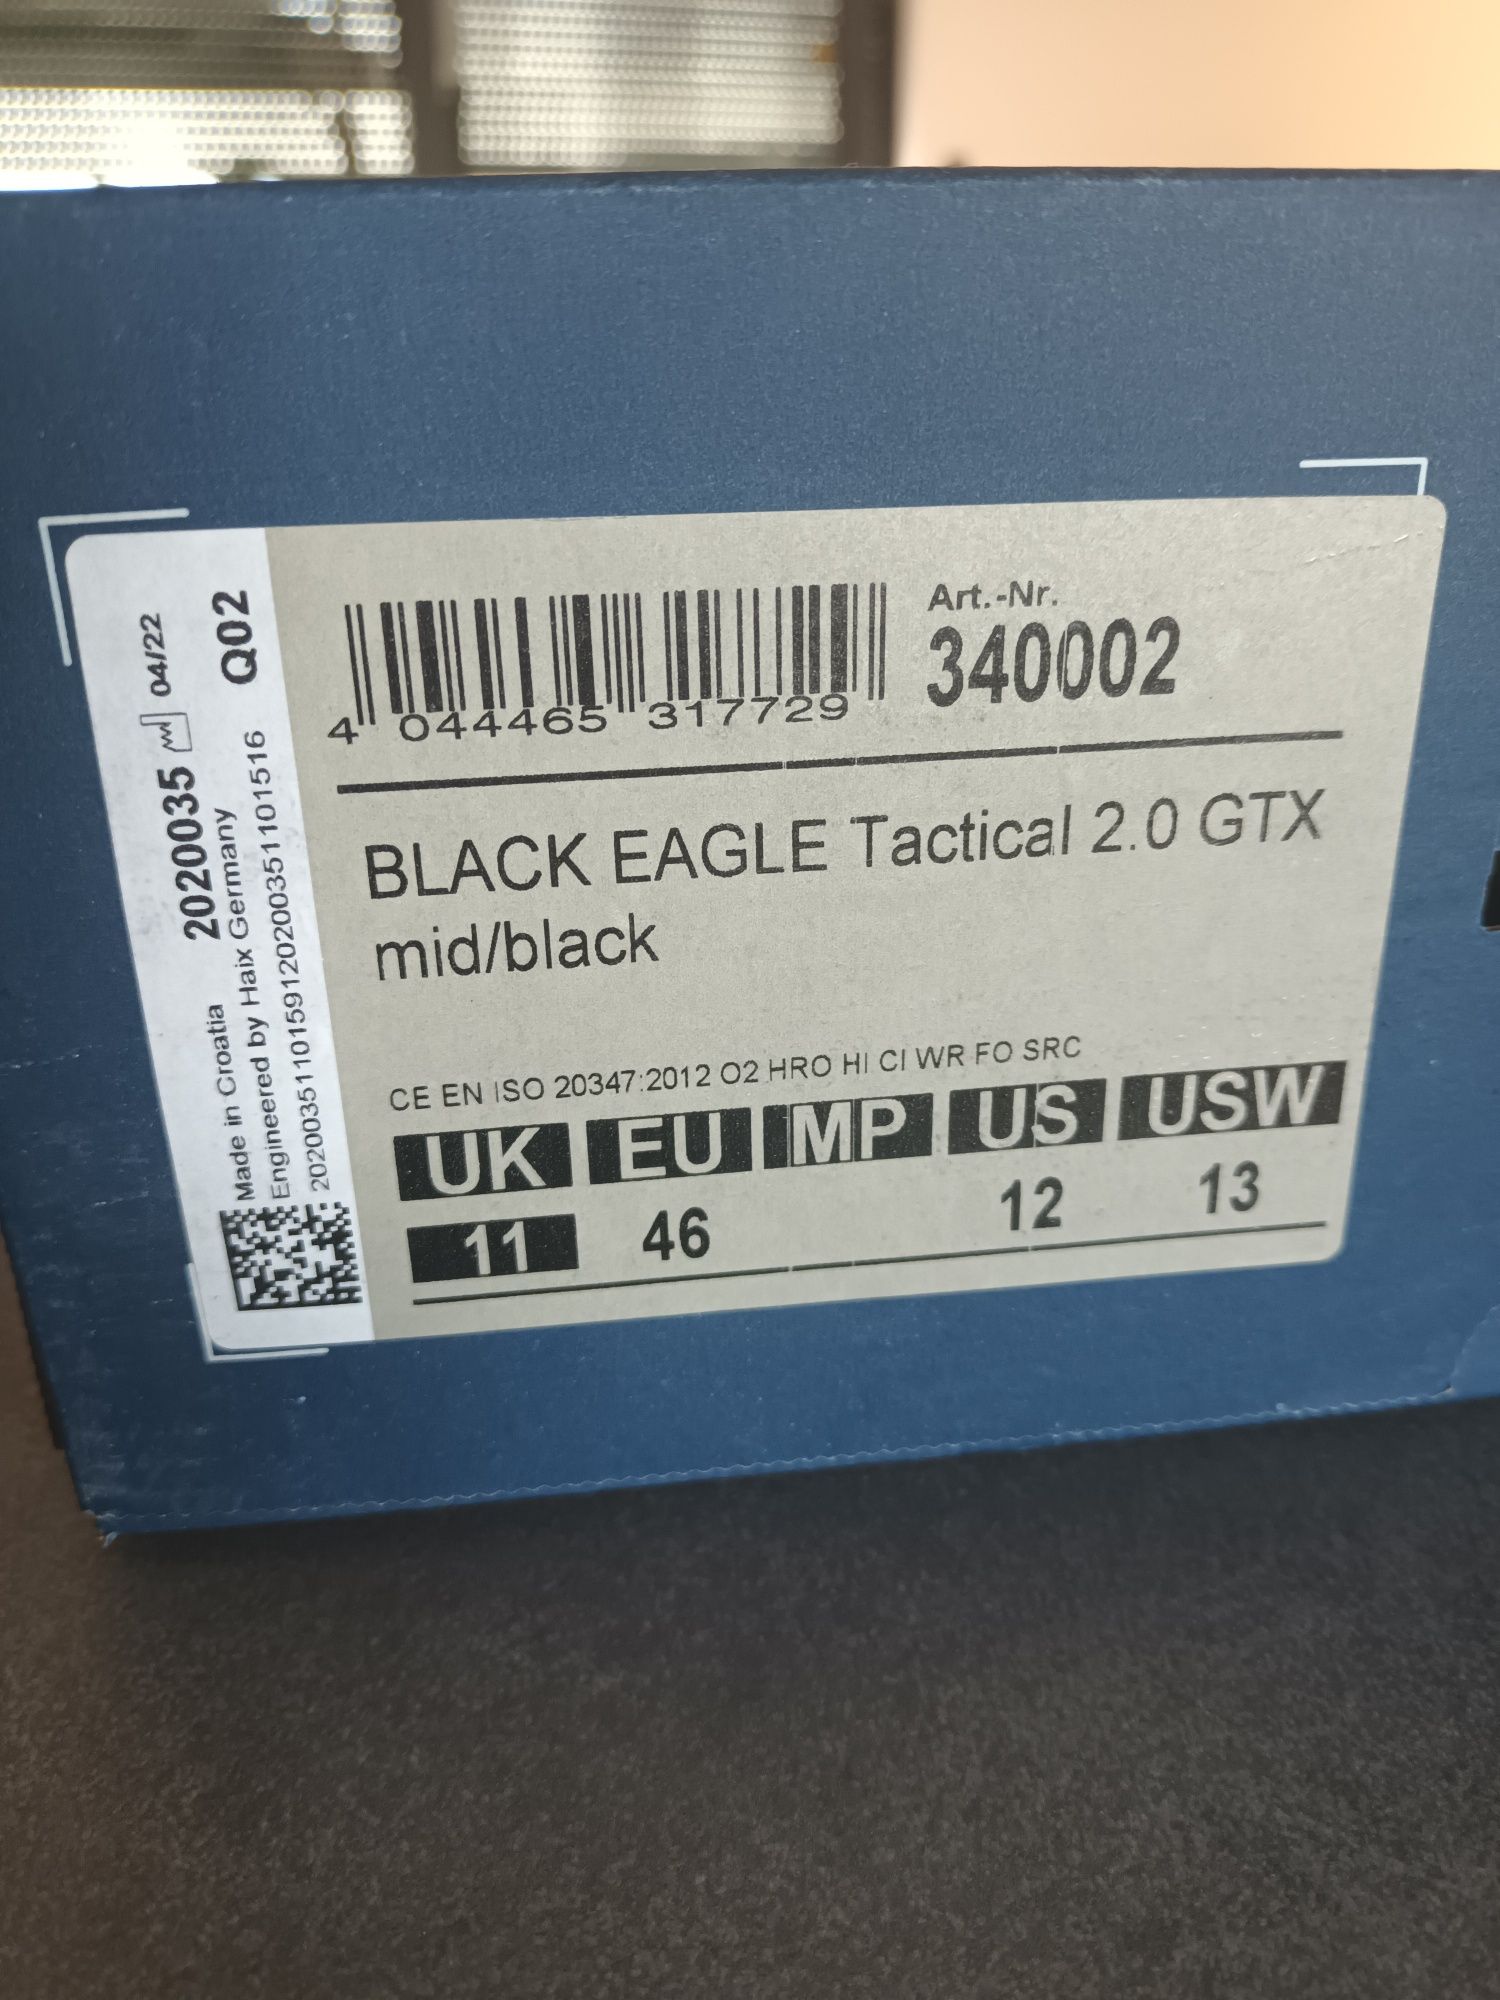 2020035 04/22
Made in Croatia
Engineered by Haix Germany Q02
2020035110159120200351101516
4 044465 317729
Art.-Nr.
340002
BLACK EAGLE Tactical 2.0 GTX
mid/black
CE EN ISO 20347:2012 O2 HRO HI CI WR FO SRC
UK EU MP US USW
11 46 12 13